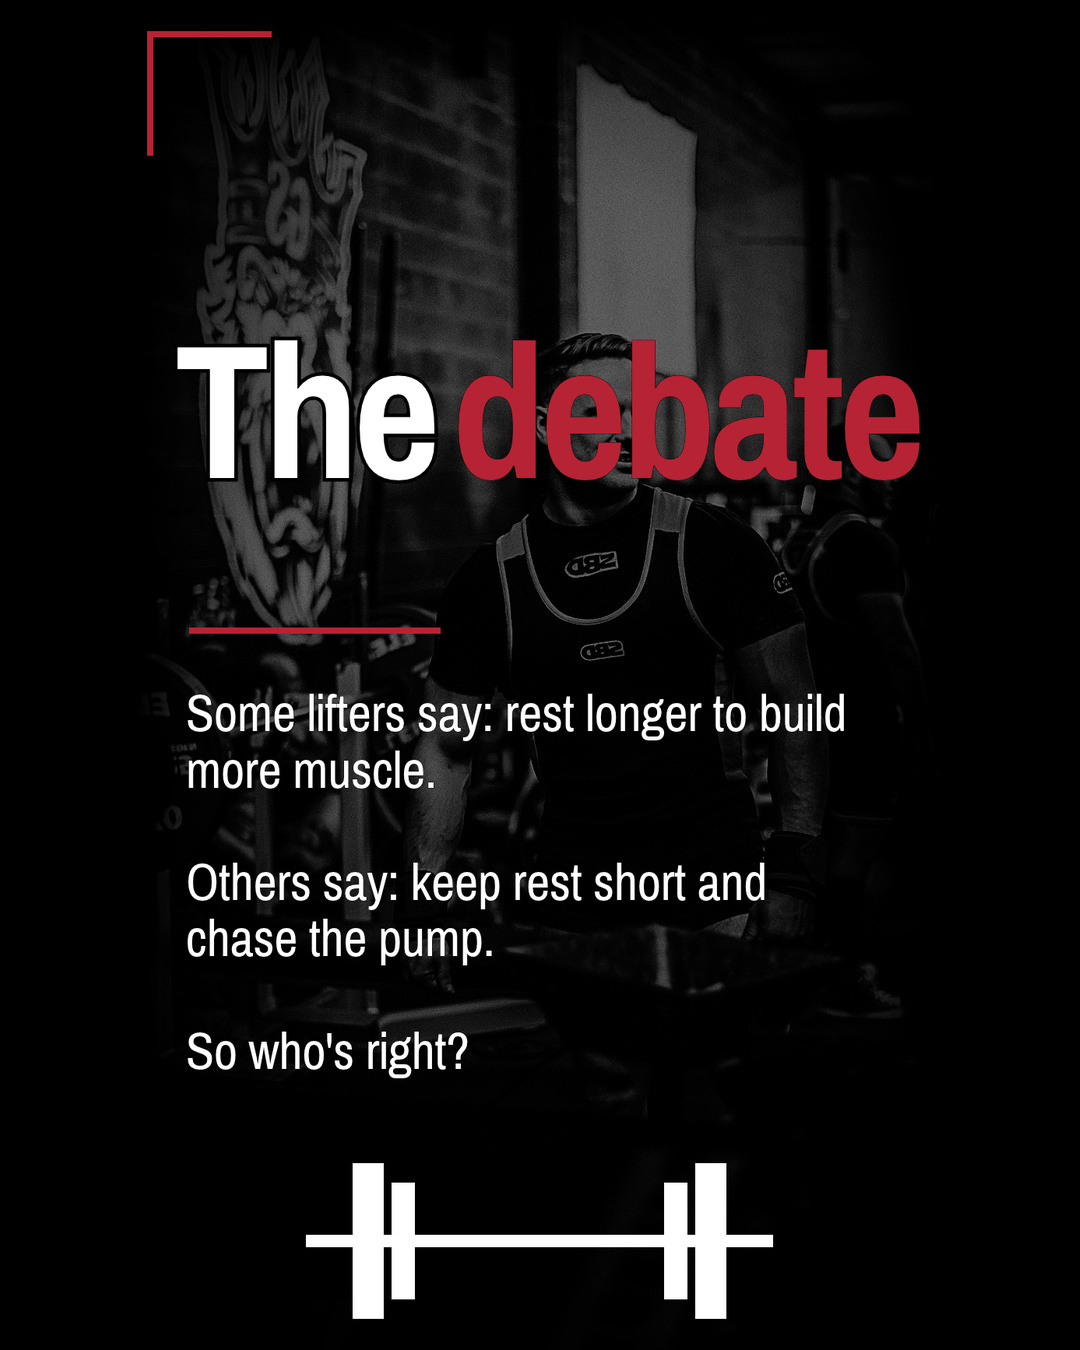 The debate
Some lifters say: rest longer to build
more muscle.
Others say: keep rest short and
chase the pump.
So who's right?